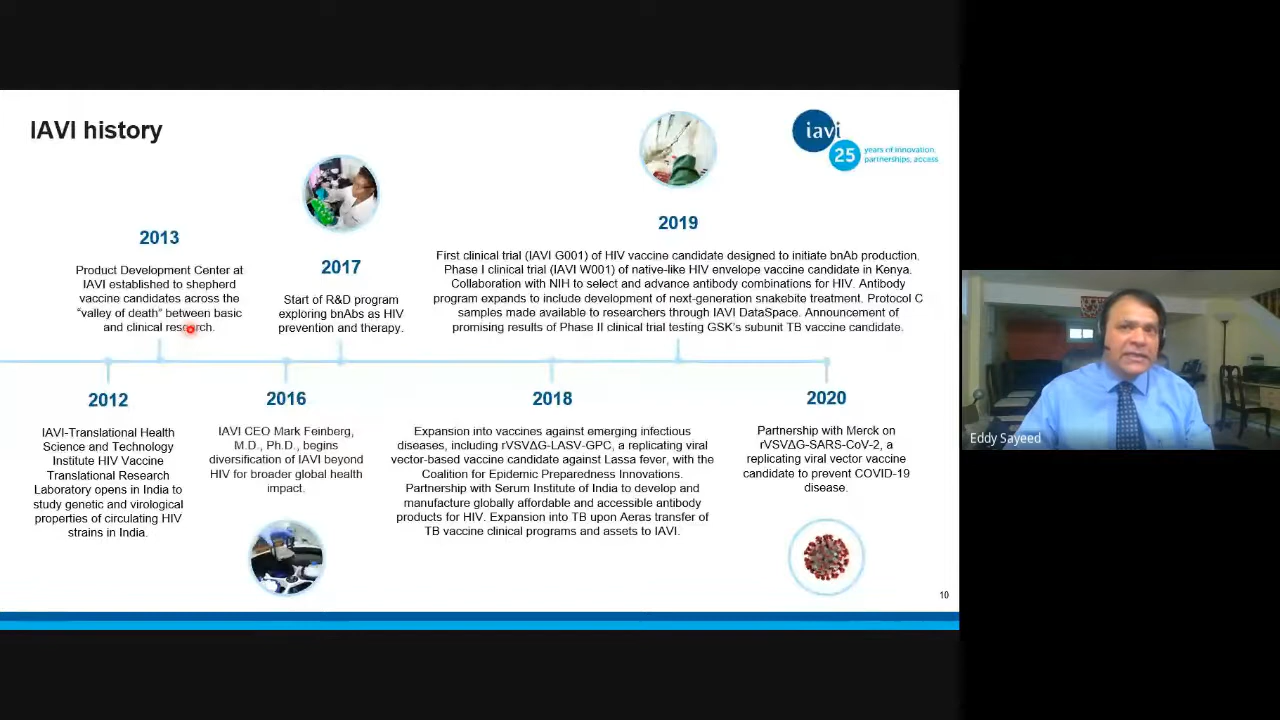 IAVI history
iavi
25
years of innovation,
partnerships, access
2013
Product Development Center at
IAVI established to shepherd
vaccine candidates across the
“valley of death” between basic
and clinical research.
2017
Start of R&D program
exploring bnAbs as HIV
prevention and therapy.
2019
First clinical trial (IAVI G001) of HIV vaccine candidate designed to initiate bnAb production.
Phase I clinical trial (IAVI W001) of native-like HIV envelope vaccine candidate in Kenya.
Collaboration with NIH to select and advance antibody combinations for HIV. Antibody
program expands to include development of next-generation snakebite treatment. Protocol C
samples made available to researchers through IAVI DataSpace. Announcement of
promising results of Phase II clinical trial testing GSK's subunit TB vaccine candidate.
2012
IAVI-Translational Health
Science and Technology
Institute HIV Vaccine
Translational Research
Laboratory opens in India to
study genetic and virological
properties of circulating HIV
strains in India.
2016
IAVI CEO Mark Feinberg,
M.D., Ph.D., begins
diversification of IAVI beyond
HIV for broader global health
impact.
2018
Expansion into vaccines against emerging infectious
diseases, including rVSV∆G-LASV-GPC, a replicating viral
vector-based vaccine candidate against Lassa fever, with the
Coalition for Epidemic Preparedness Innovations.
Partnership with Serum Institute of India to develop and
manufacture globally affordable and accessible antibody
products for HIV. Expansion into TB upon Aeras transfer of
TB vaccine clinical programs and assets to IAVI.
2020
Partnership with Merck on
rVSV∆G-SARS-CoV-2, a
replicating viral vector vaccine
candidate to prevent COVID-19
disease.
10
Eddy Sayeed